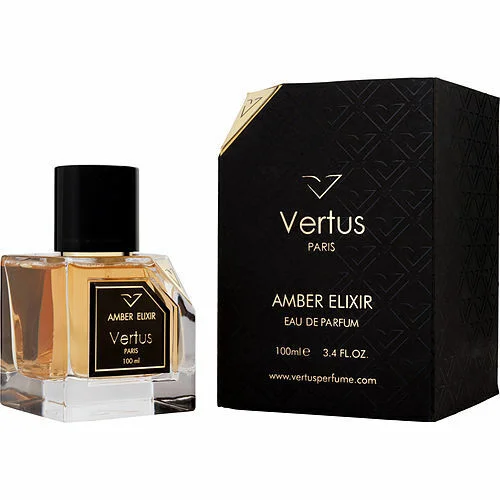 AMBER ELIXIR
Vertus
PARIS
100 ml
Vertus
PARIS
AMBER ELIXIR
EAU DE PARFUM
100ml e 3.4 FL.OZ.
www.vertusperfume.com